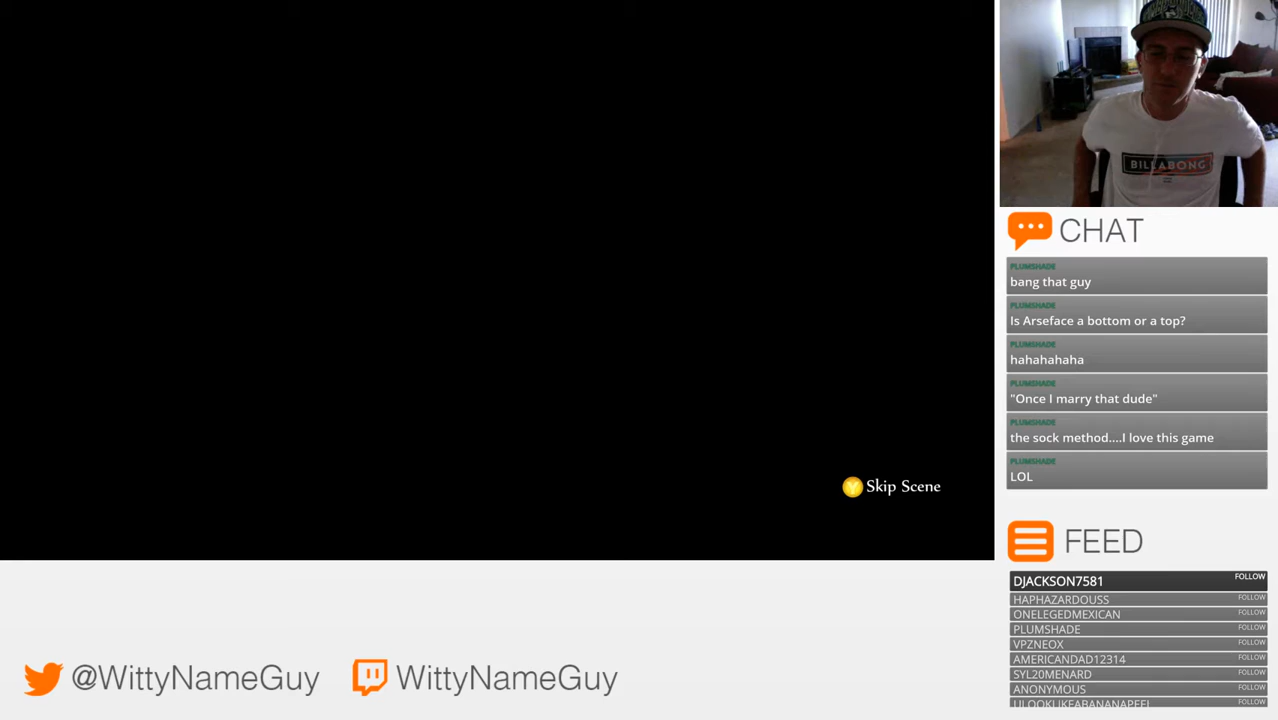 BILLABONG
CHAT
PLUMSHADE
bang that guy
PLUMSHADE
Is Arseface a bottom or a top?
PLUMSHADE
hahahahaha
PLUMSHADE
"Once I marry that dude"
PLUMSHADE
the sock method....I love this game
PLUMSHADE
LOL
Y Skip Scene
FEED
DJACKSON7581 FOLLOW
HAPHAZARDOUSS FOLLOW
ONELEGEDMEXICAN FOLLOW
PLUMSHADE FOLLOW
VPZNEOX FOLLOW
AMERICANDAD12314 FOLLOW
SYL20MENARD FOLLOW
ANONYMOUS FOLLOW
ULOOKLIKEABANANAPEEL FOLLOW
@WittyNameGuy WittyNameGuy